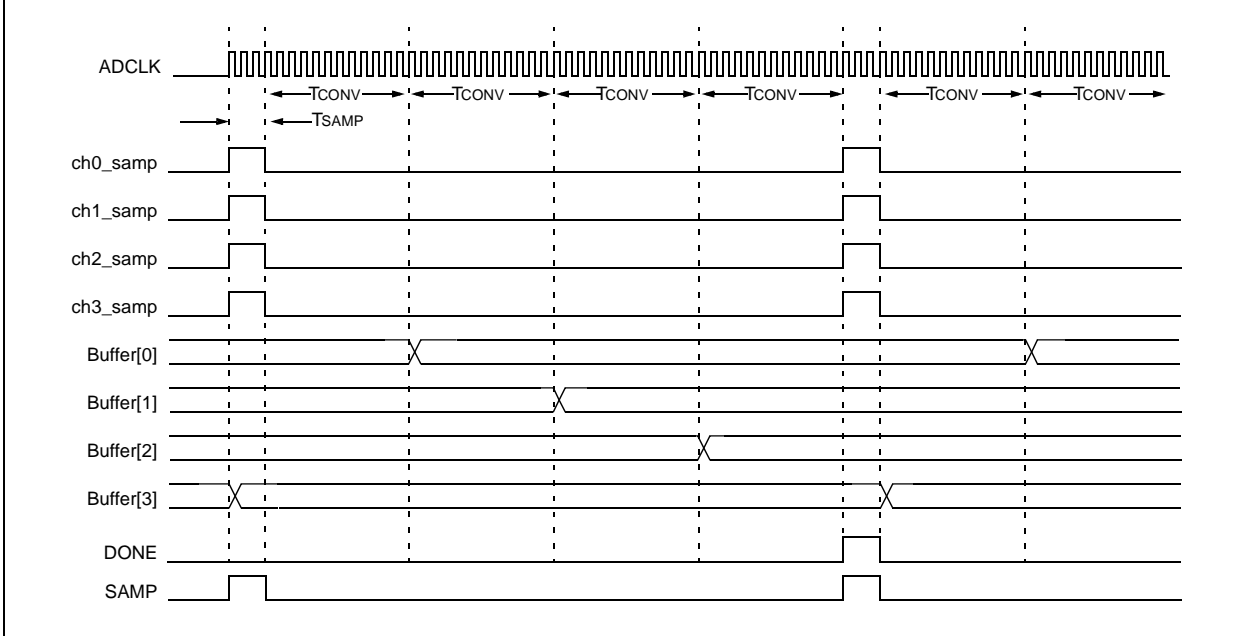 ADCLK
TCONV TCONV TCONV TCONV TCONV TCONV
TSAMP
ch0_samp
ch1_samp
ch2_samp
ch3_samp
Buffer[0]
Buffer[1]
Buffer[2]
Buffer[3]
DONE
SAMP